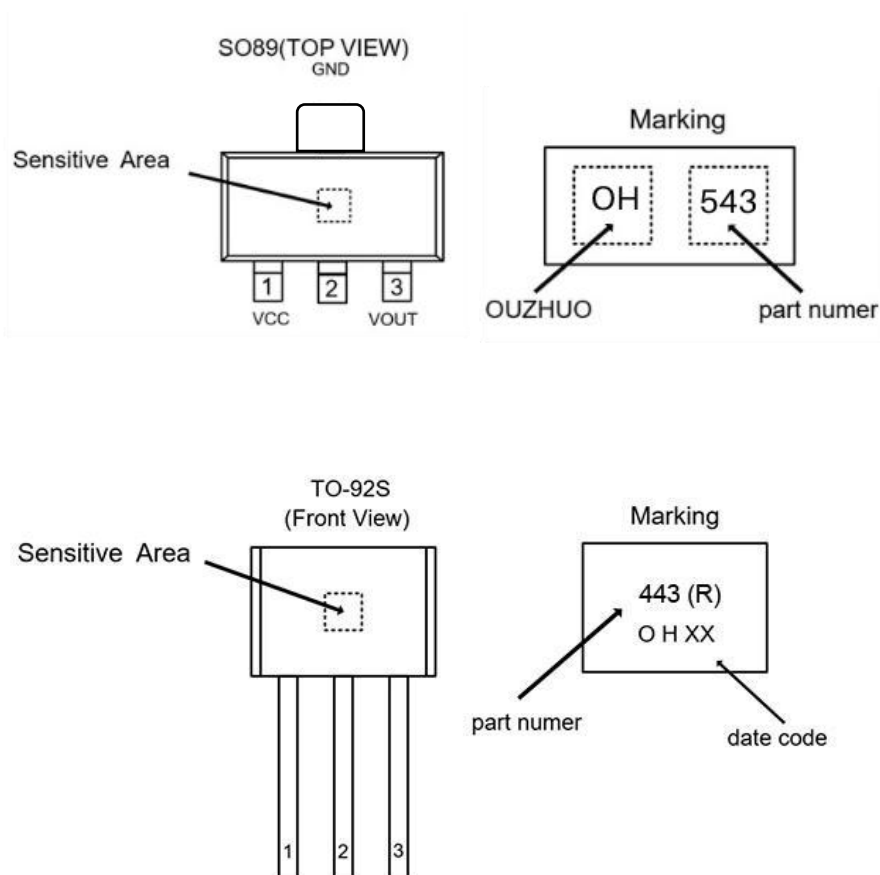 SO89(TOP VIEW)
GND
Sensitive Area
1
2
3
VCC
VOUT
Marking
OH
543
OUZHUO
part numer
TO-92S
(Front View)
Sensitive Area
1
2
3
Marking
443 (R)
O H XX
part numer
date code